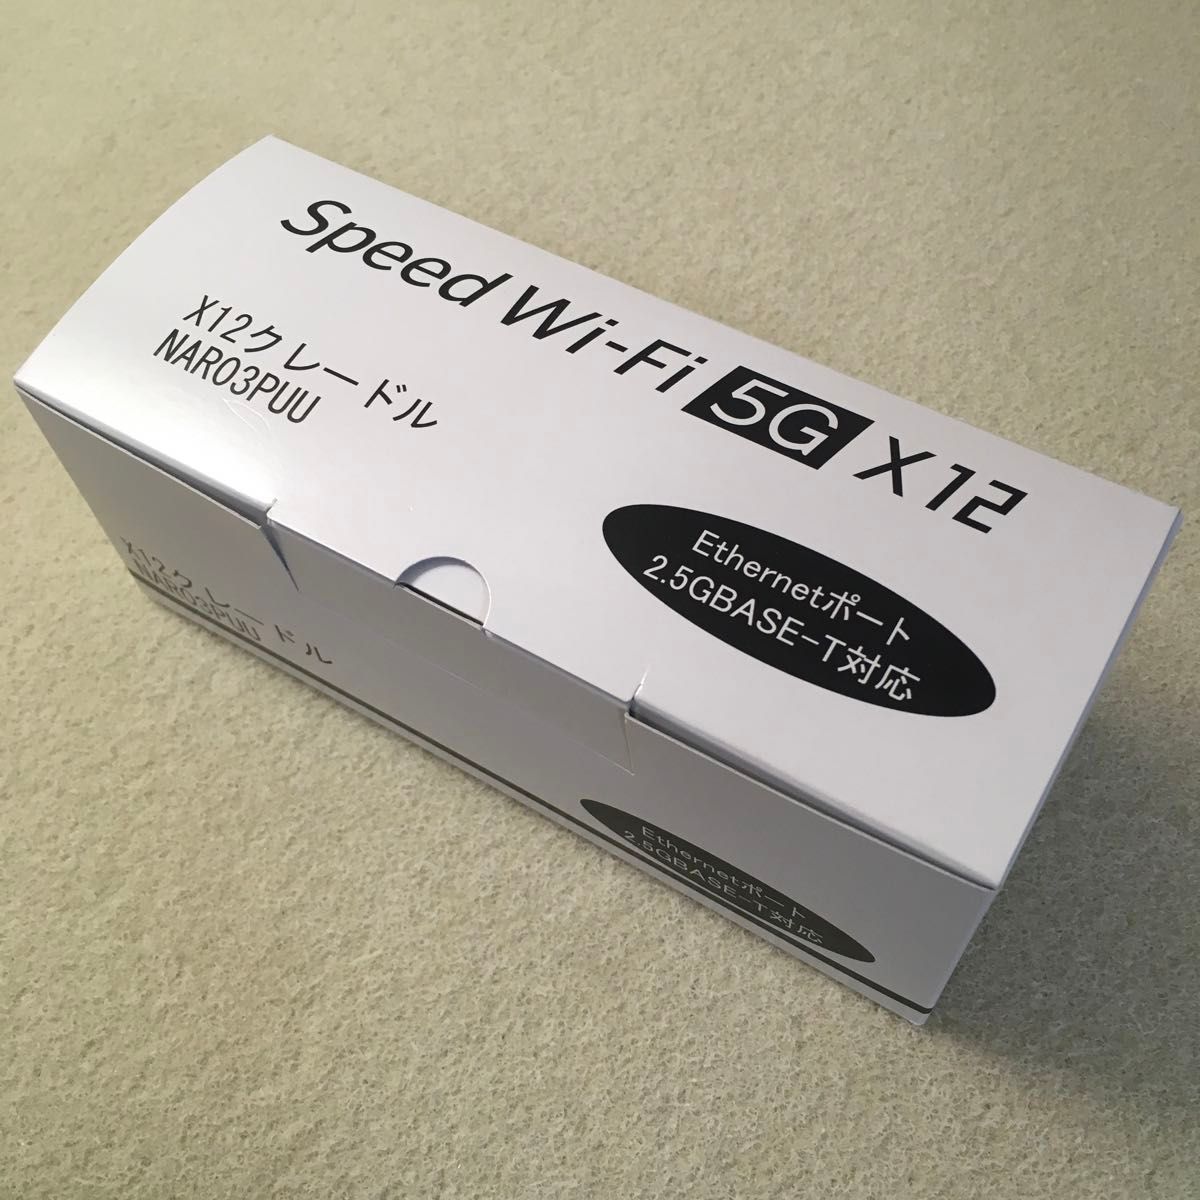 Speed Wi-Fi 5G X12
X12クレードル
NAR03PUU
Ethernetポート
2.5GBASE-T対応
X12クレードル
NAR03PUU
Ethernetポート
2.5GBASE-T対応